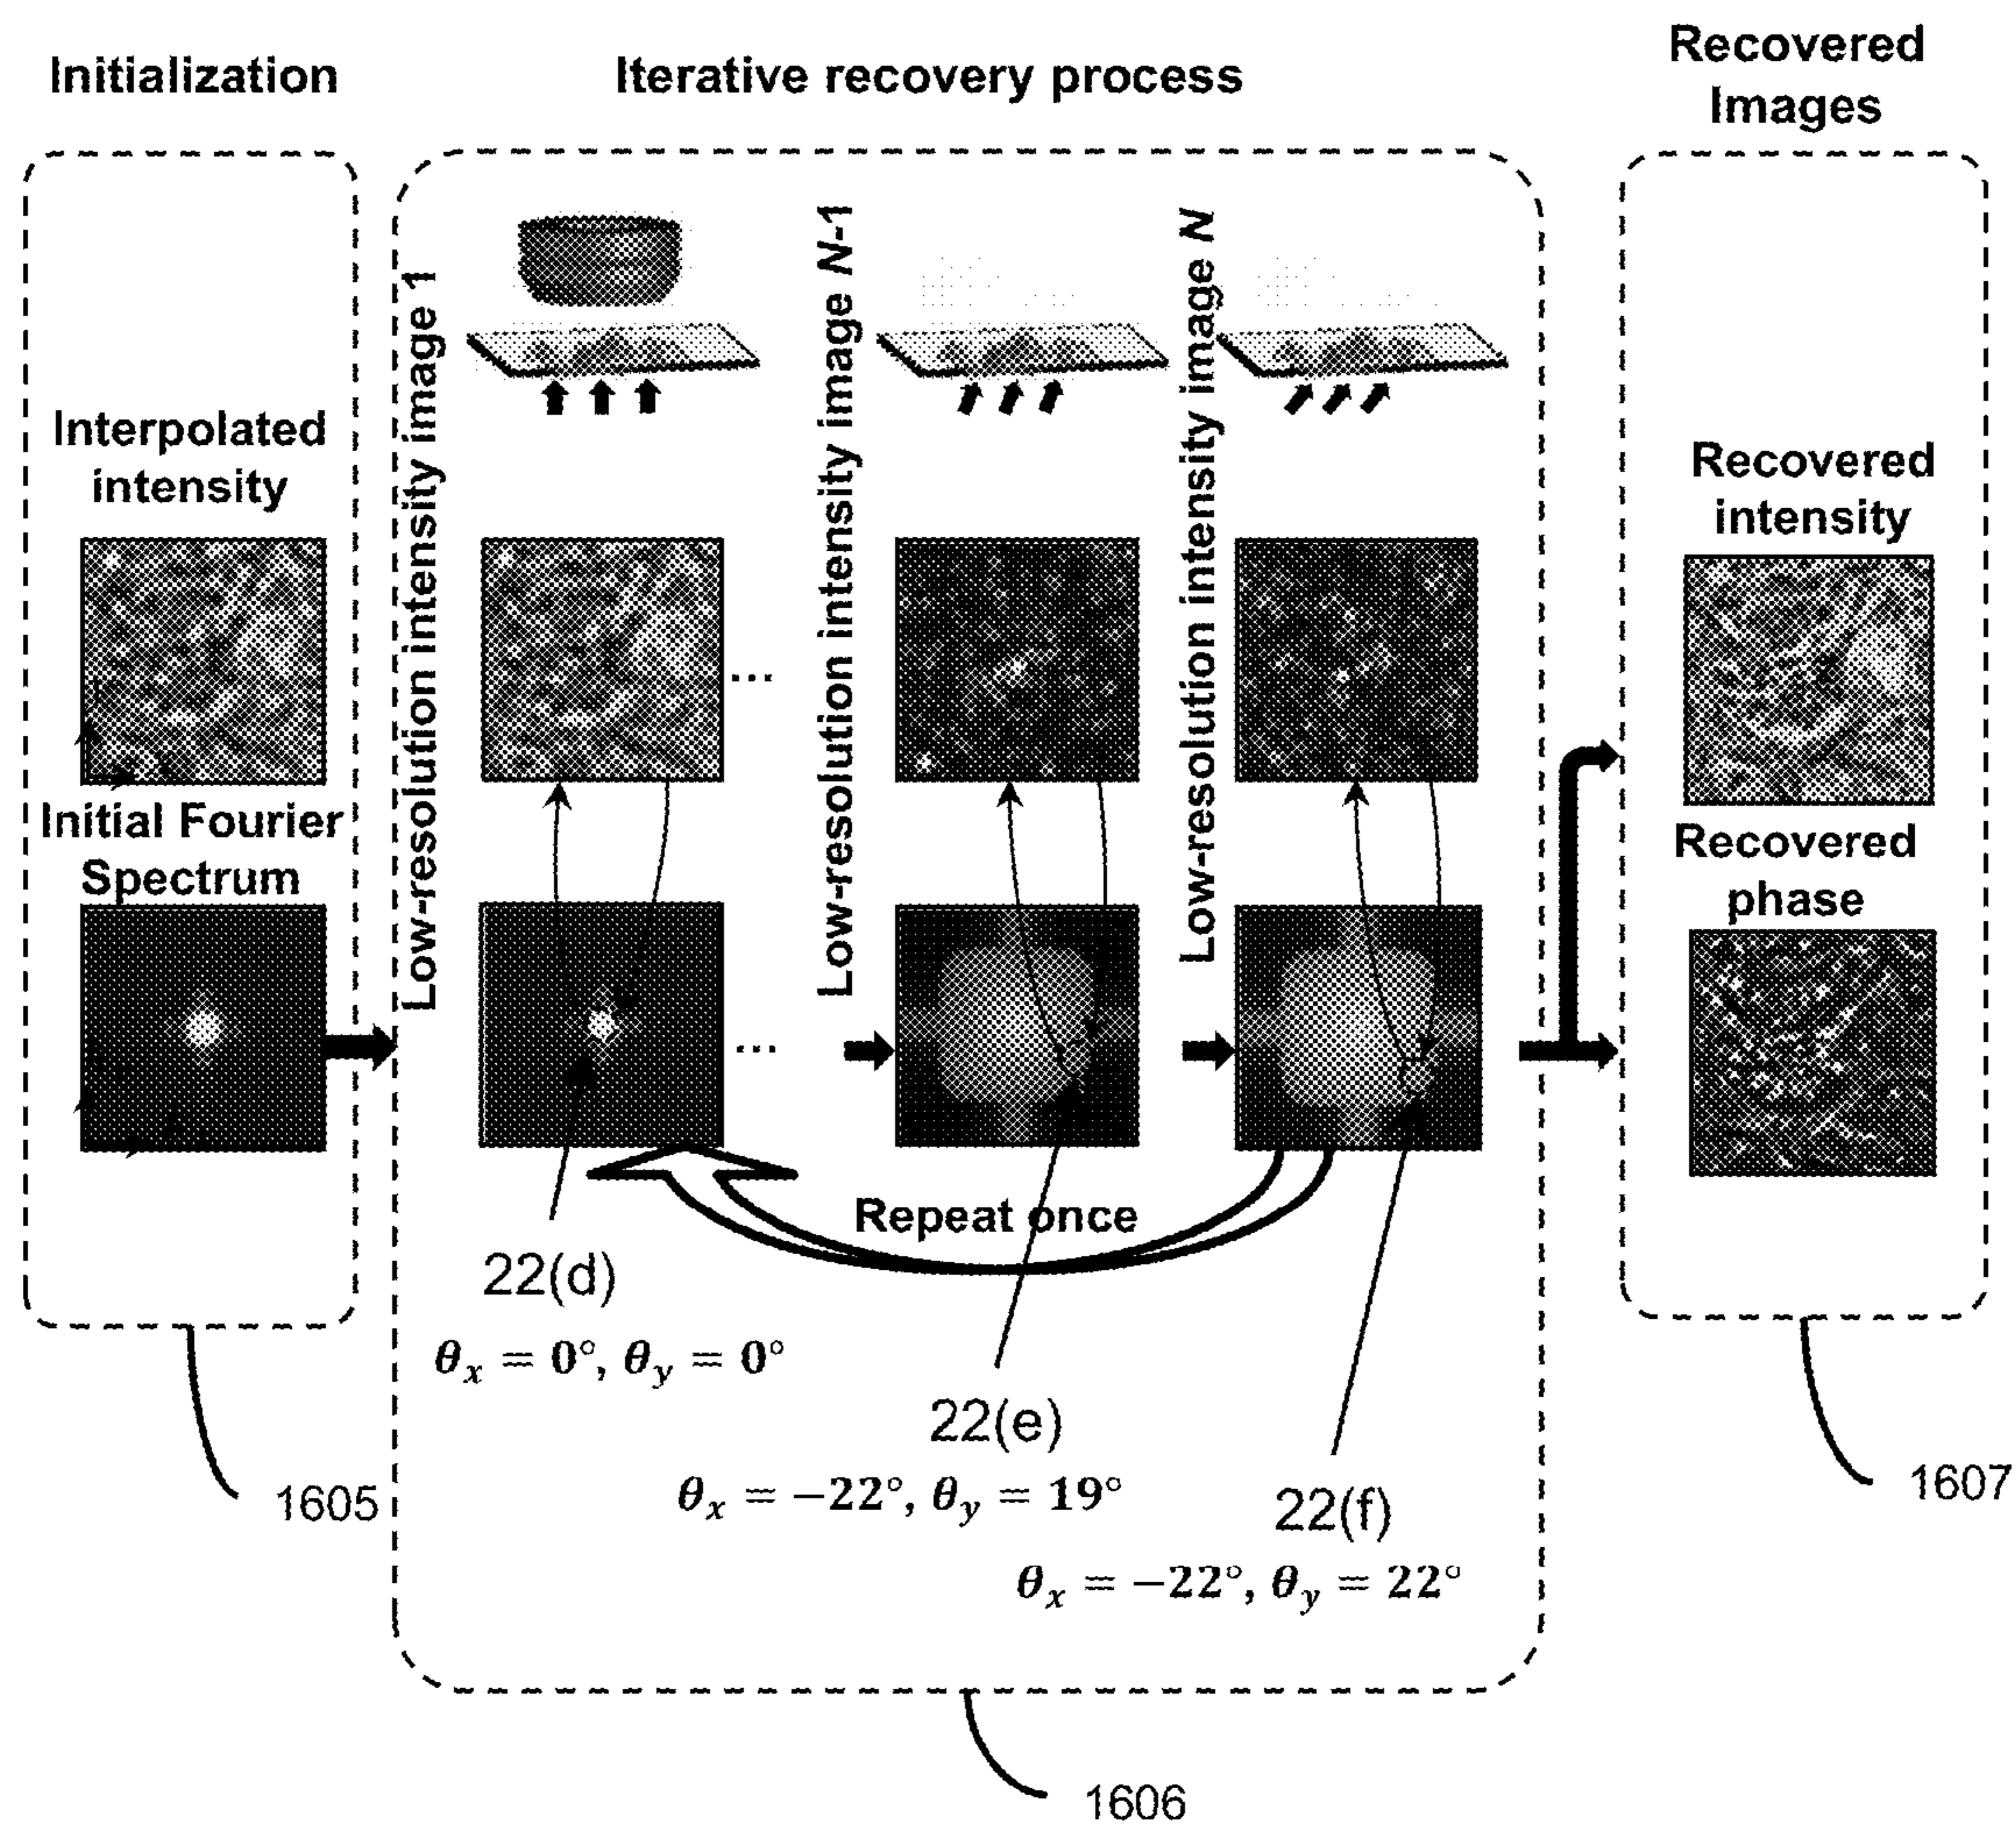 Initialization
Iterative recovery process
Recovered
Images
Interpolated
intensity
Initial Fourier
Spectrum
Low-resolution intensity image 1
Low-resolution intensity image N-1
Low-resolution intensity image N
...
...
Repeat once
22(d)
θx = 0°, θy = 0°
22(e)
θx = −22°, θy = 19°
22(f)
θx = −22°, θy = 22°
Recovered
intensity
Recovered
phase
1605
1606
1607